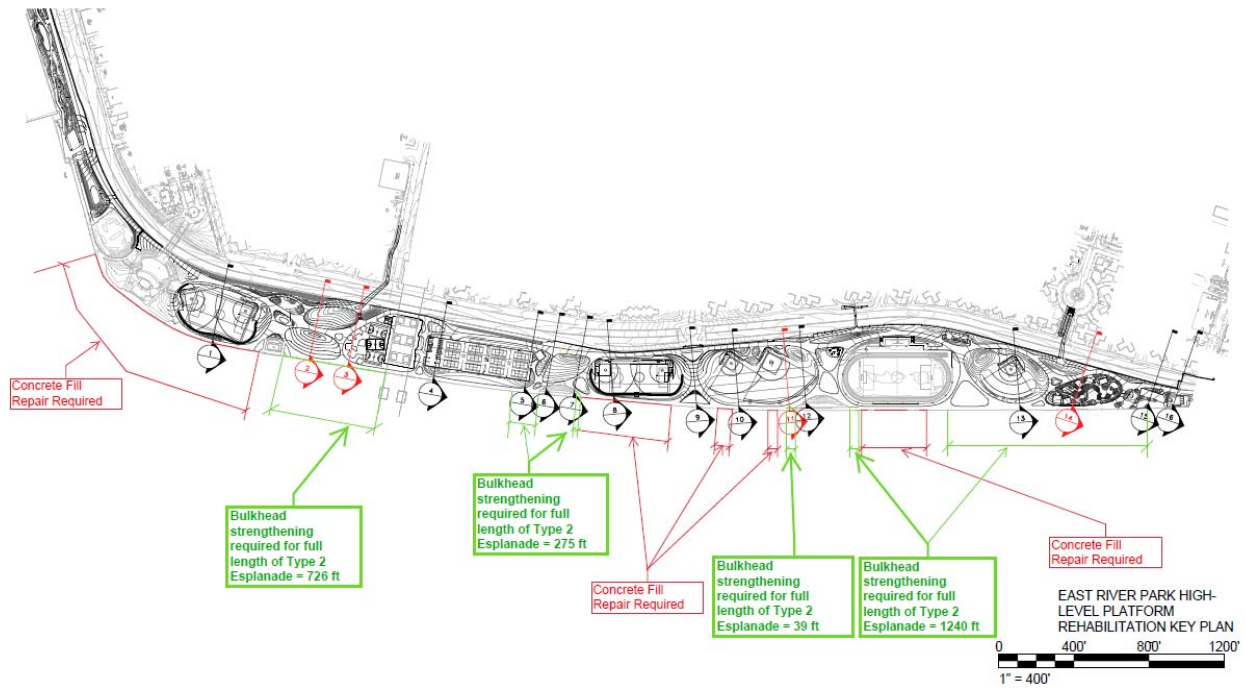 1
2
3
4
5
6
7
8
9
10
11
12
13
14
15
16
Concrete Fill
Repair Required
Bulkhead
strengthening
required for full
length of Type 2
Esplanade = 726 ft
Bulkhead
strengthening
required for full
length of Type 2
Esplanade = 275 ft
Concrete Fill
Repair Required
Bulkhead
strengthening
required for full
length of Type 2
Esplanade = 39 ft
Bulkhead
strengthening
required for full
length of Type 2
Esplanade = 1240 ft
Concrete Fill
Repair Required
EAST RIVER PARK HIGH-
LEVEL PLATFORM
REHABILITATION KEY PLAN
0 400' 800' 1200'
1" = 400'